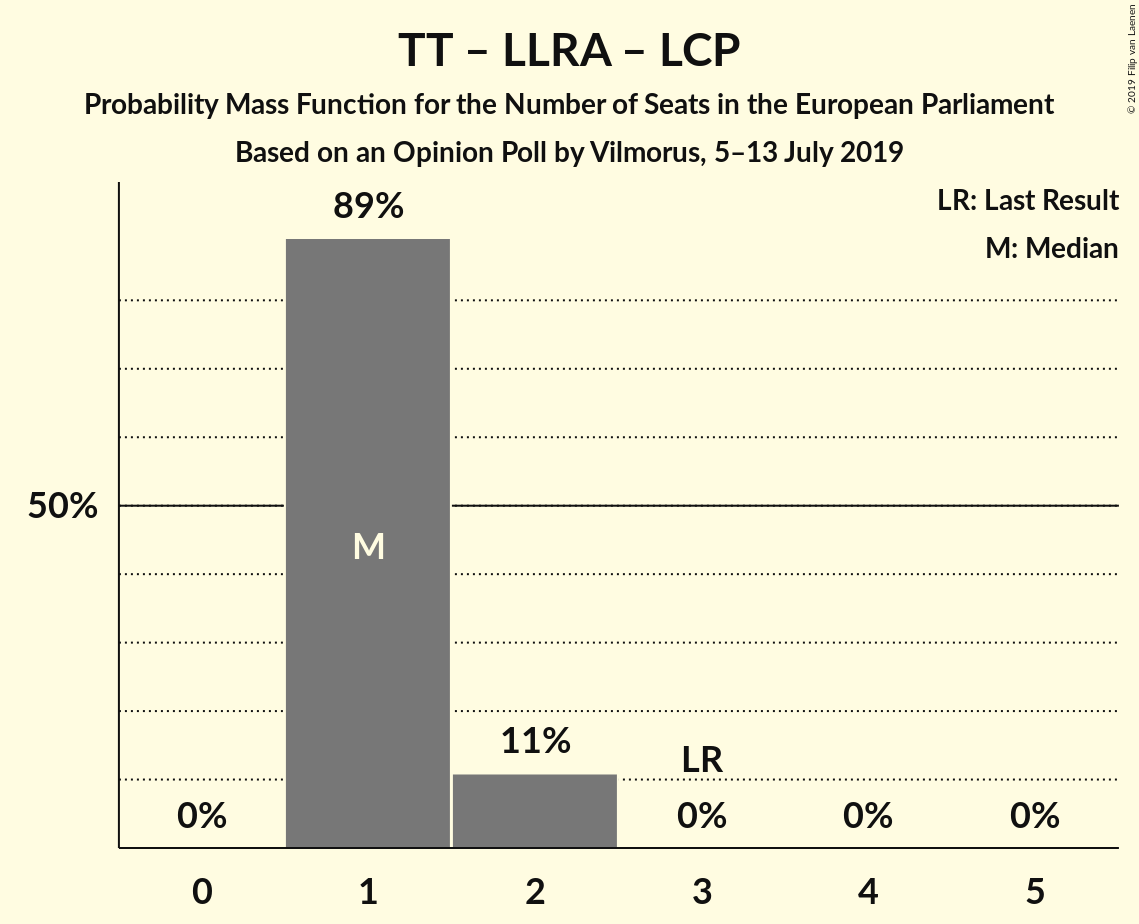 TT – LLRA – LCP
Probability Mass Function for the Number of Seats in the European Parliament
Based on an Opinion Poll by Vilmorus, 5–13 July 2019
© 2019 Filip van Laenen
LR: Last Result
M: Median
89%
50%
M
11%
LR
0%
0%
0%
0%
0
1
2
3
4
5